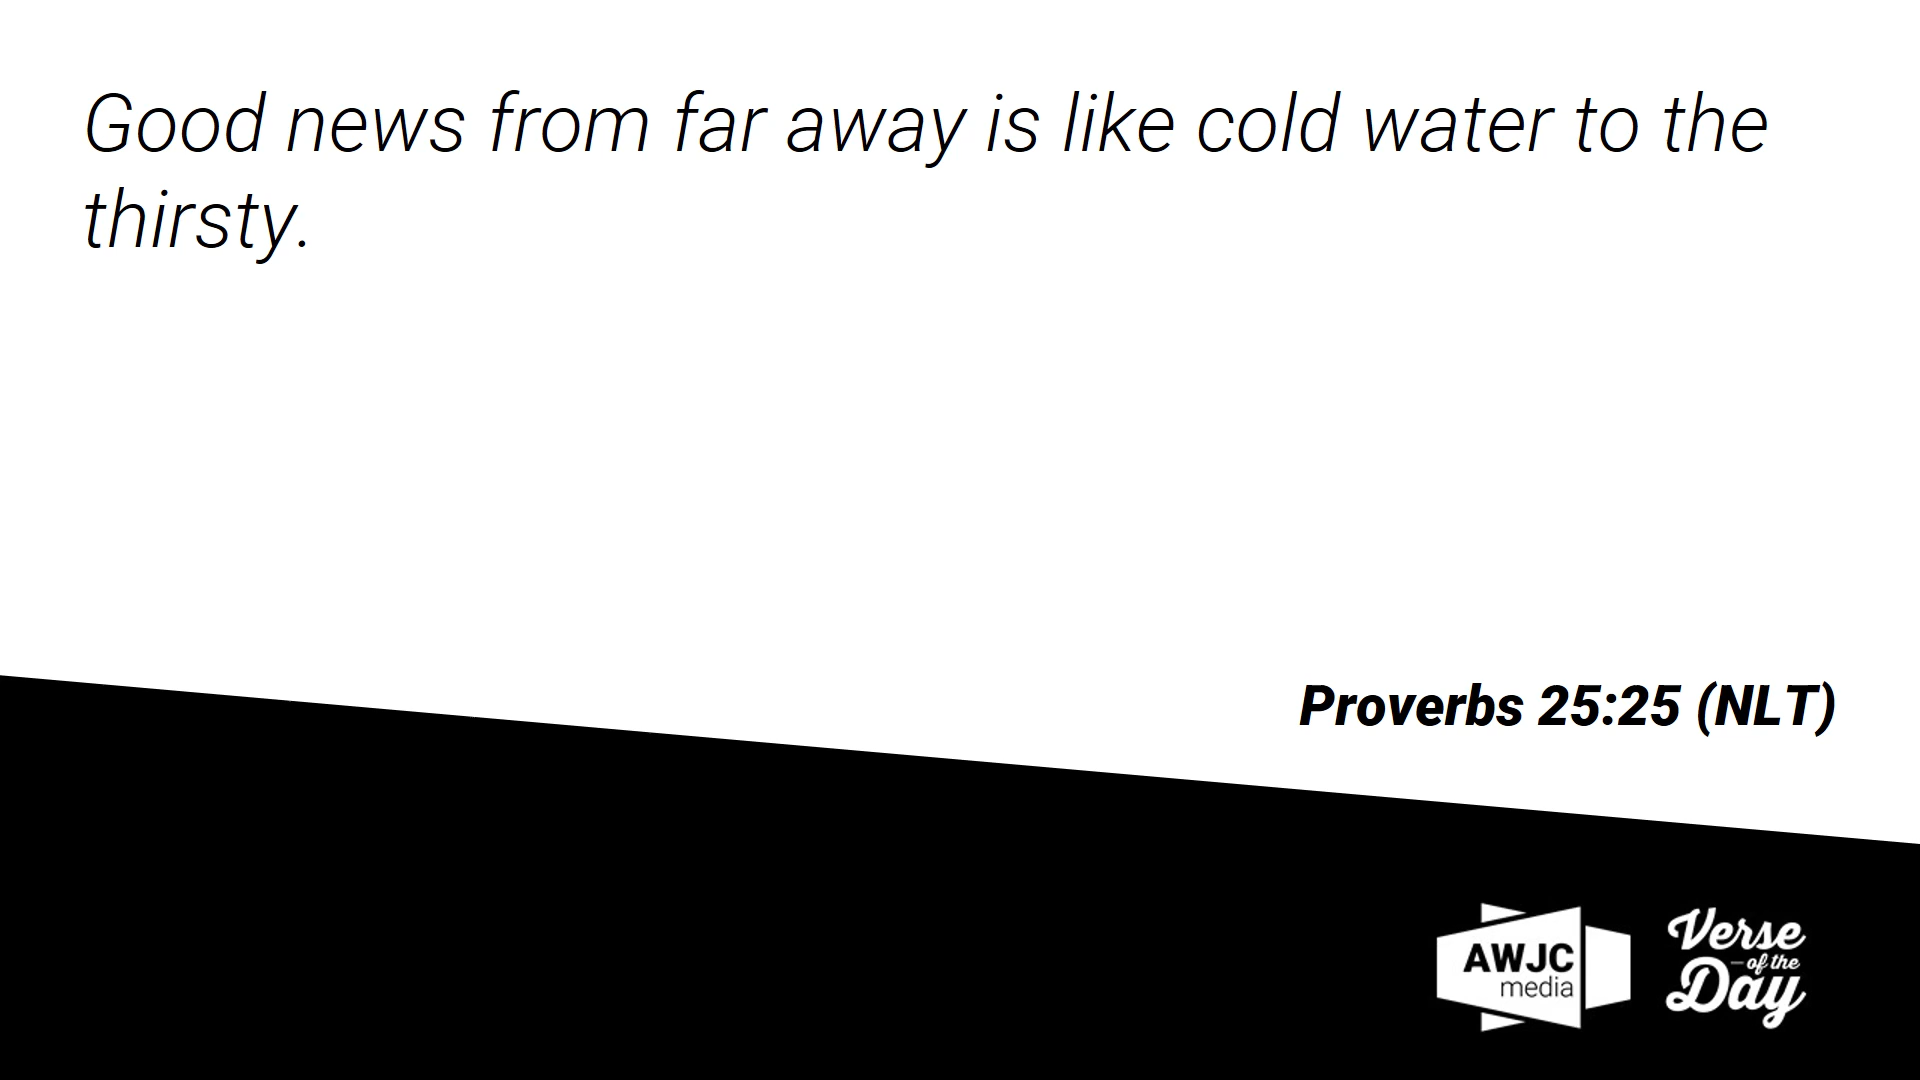 Good news from far away is like cold water to the
thirsty.
Proverbs 25:25 (NLT)
AWJC
media
Verse
of the
Day